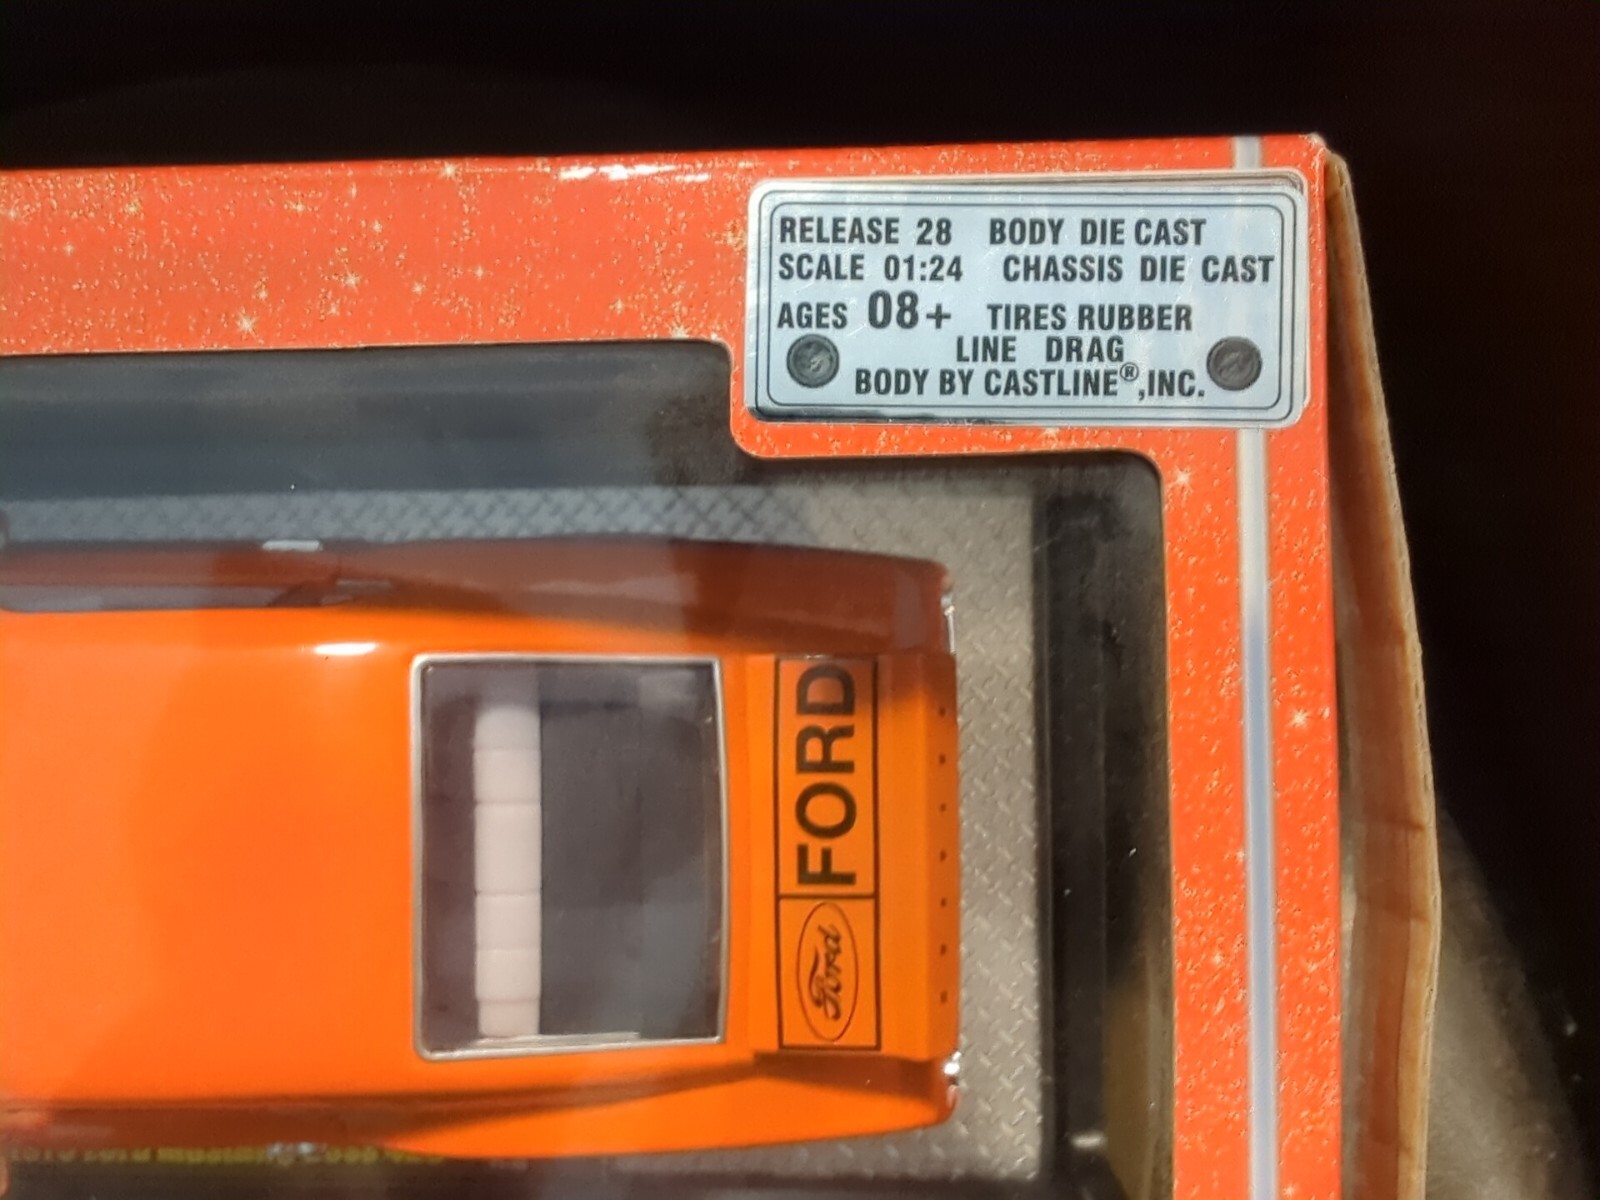 RELEASE 28 BODY DIE CAST
SCALE 01:24 CHASSIS DIE CAST
AGES 08+ TIRES RUBBER
LINE DRAG
BODY BY CASTLINE®,INC.
FORD
Ford